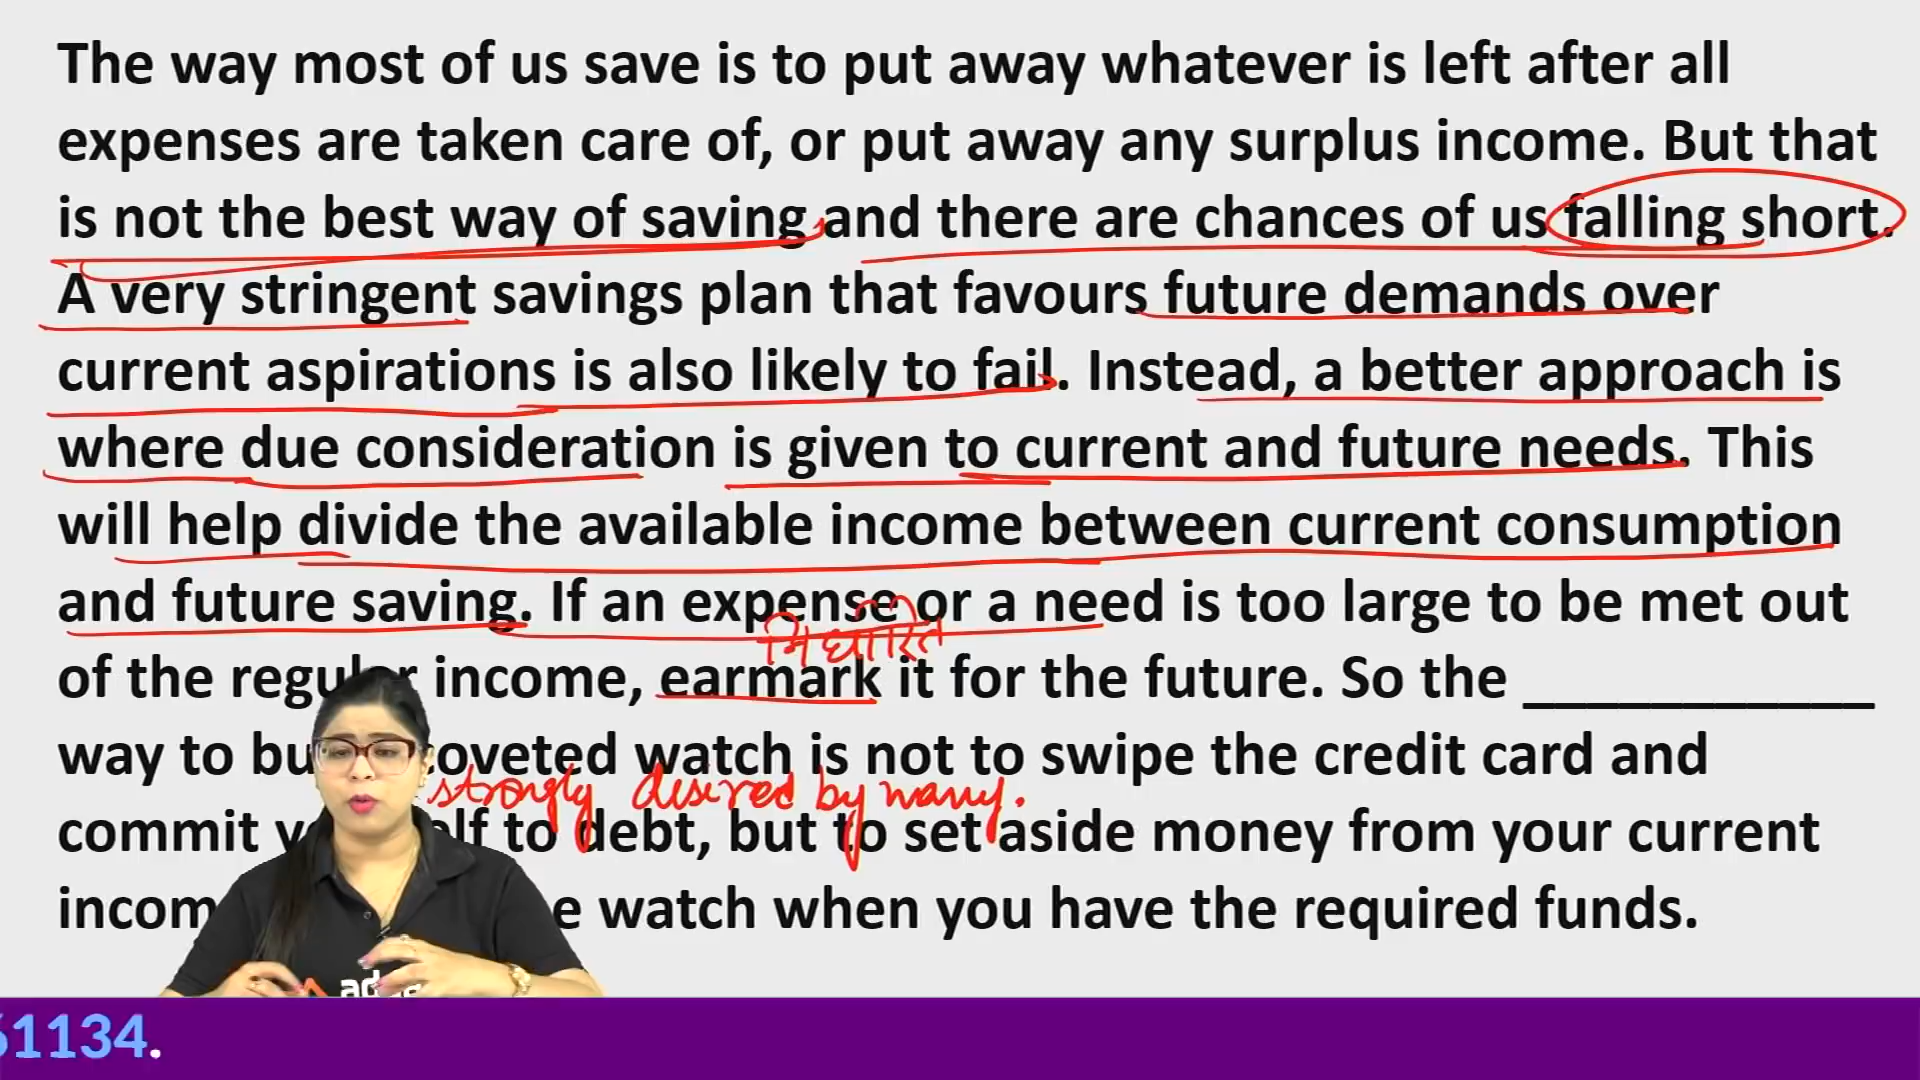 The way most of us save is to put away whatever is left after all
expenses are taken care of, or put away any surplus income. But that
is not the best way of saving and there are chances of us falling short.
A very stringent savings plan that favours future demands over
current aspirations is also likely to fail. Instead, a better approach is
where due consideration is given to current and future needs. This
will help divide the available income between current consumption
and future saving. If an expense or a need is too large to be met out
निर्धारित
of the regular income, earmark it for the future. So the ___________
way to coveted watch is not to swipe the credit card and
strongly desired by many.
commit to debt, but to set aside money from your current
watch when you have the required funds.
61134.